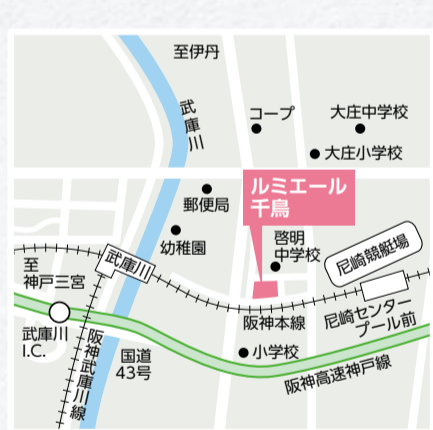 至伊丹
武庫川
コープ
大庄中学校
大庄小学校
ルミエール
千鳥
郵便局
幼稚園
啓明
中学校
尼崎競艇場
至
神戸三宮
武庫川
武庫川
I.C.
阪神武庫川線
国道
43号
阪神本線
小学校
尼崎センター
プール前
阪神高速神戸線